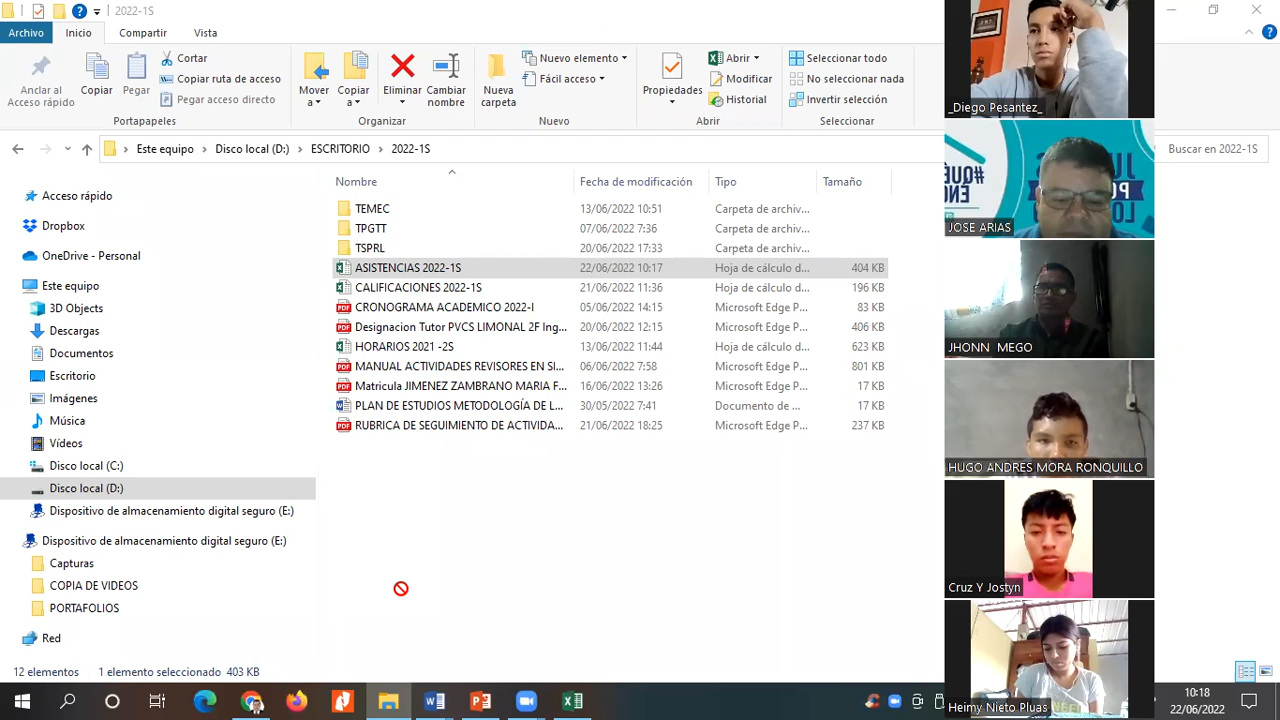 2022-1S
Archivo Inicio Compartir Vista
Anclar al Acceso rápido
Copiar
Pegar
Cortar
Copiar ruta de acceso
Pegar acceso directo
Mover a
Copiar a
Eliminar
Cambiar nombre
Nueva carpeta
Nuevo elemento
Fácil acceso
Propiedades
Abrir
Modificar
Historial
Seleccionar todo
No seleccionar nada
Invertir selección
Portapapeles Organizar Nuevo Abrir Seleccionar
Este equipo Disco local (D:) ESCRITORIO 2022-1S
Buscar en 2022-1S
Nombre Fecha de modificación Tipo Tamaño
TEMEC 13/06/2022 10:51 Carpeta de archiv...
TPGTT 07/06/2022 7:36 Carpeta de archiv...
TSPRL 20/06/2022 17:33 Carpeta de archiv...
ASISTENCIAS 2022-1S 22/06/2022 10:17 Hoja de cálculo d... 404 KB
CALIFICACIONES 2022-1S 21/06/2022 11:36 Hoja de cálculo d... 196 KB
CRONOGRAMA ACADEMICO 2022-I 05/06/2022 14:15 Microsoft Edge P... 83 KB
Designacion Tutor PVCS LIMONAL 2F Ing... 20/06/2022 12:15 Microsoft Edge P... 406 KB
HORARIOS 2021 -2S 13/06/2022 11:44 Hoja de cálculo d... 623 KB
MANUAL ACTIVIDADES REVISORES EN SI... 06/06/2022 7:58 Microsoft Edge P... 801 KB
Matricula JIMENEZ ZAMBRANO MARIA F... 16/06/2022 13:26 Microsoft Edge P... 17 KB
PLAN DE ESTUDIOS METODOLOGÍA DE L... 30/05/2022 7:41 Documento de ... 17 KB
RUBRICA DE SEGUIMIENTO DE ACTIVIDA... 21/06/2022 18:25 Microsoft Edge P... 237 KB
Acceso rápido
Dropbox
OneDrive - Personal
Este equipo
3D Objects
Descargas
Documentos
Escritorio
Imágenes
Música
Vídeos
Disco local (C:)
Disco local (D:)
Dispositivo de almacenamiento digital seguro (E:)
Dispositivo de almacenamiento digital seguro (E:)
Capturas
COPIA DE VIDEOS
PORTAFOLIOS
Red
12 elementos 1 elemento seleccionado 403 KB
_Diego Pesantez_
JOSE ARIAS
JHONN MEGO
HUGO ANDRES MORA RONQUILLO
Cruz Y Jostyn
Heimy Nieto Pluas
10:18
22/06/2022